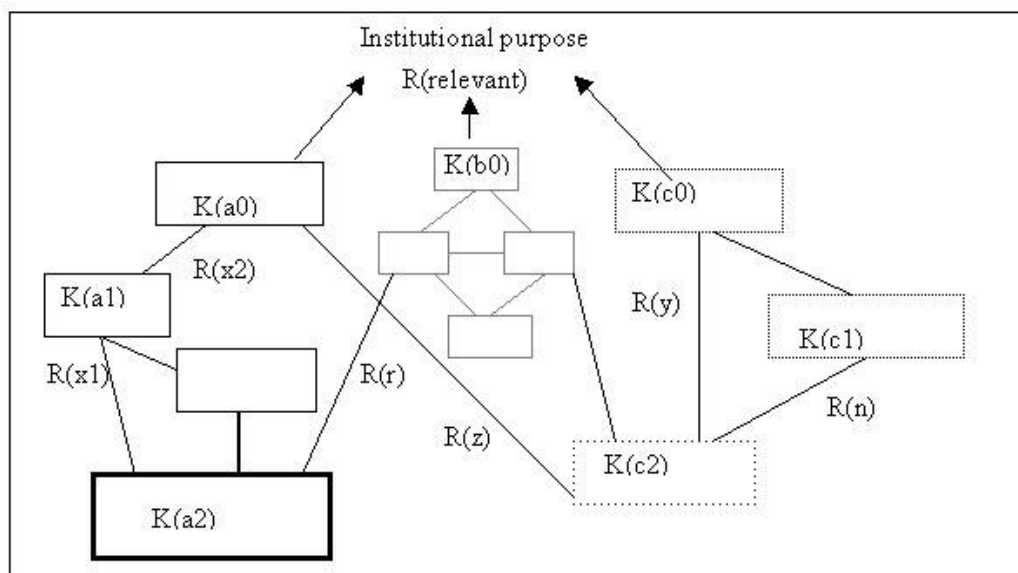 Institutional purpose
R(relevant)
K(b0)
K(a0)
K(c0)
R(x2)
K(a1)
R(y)
K(c1)
R(x1)
R(r)
R(n)
R(z)
K(c2)
K(a2)